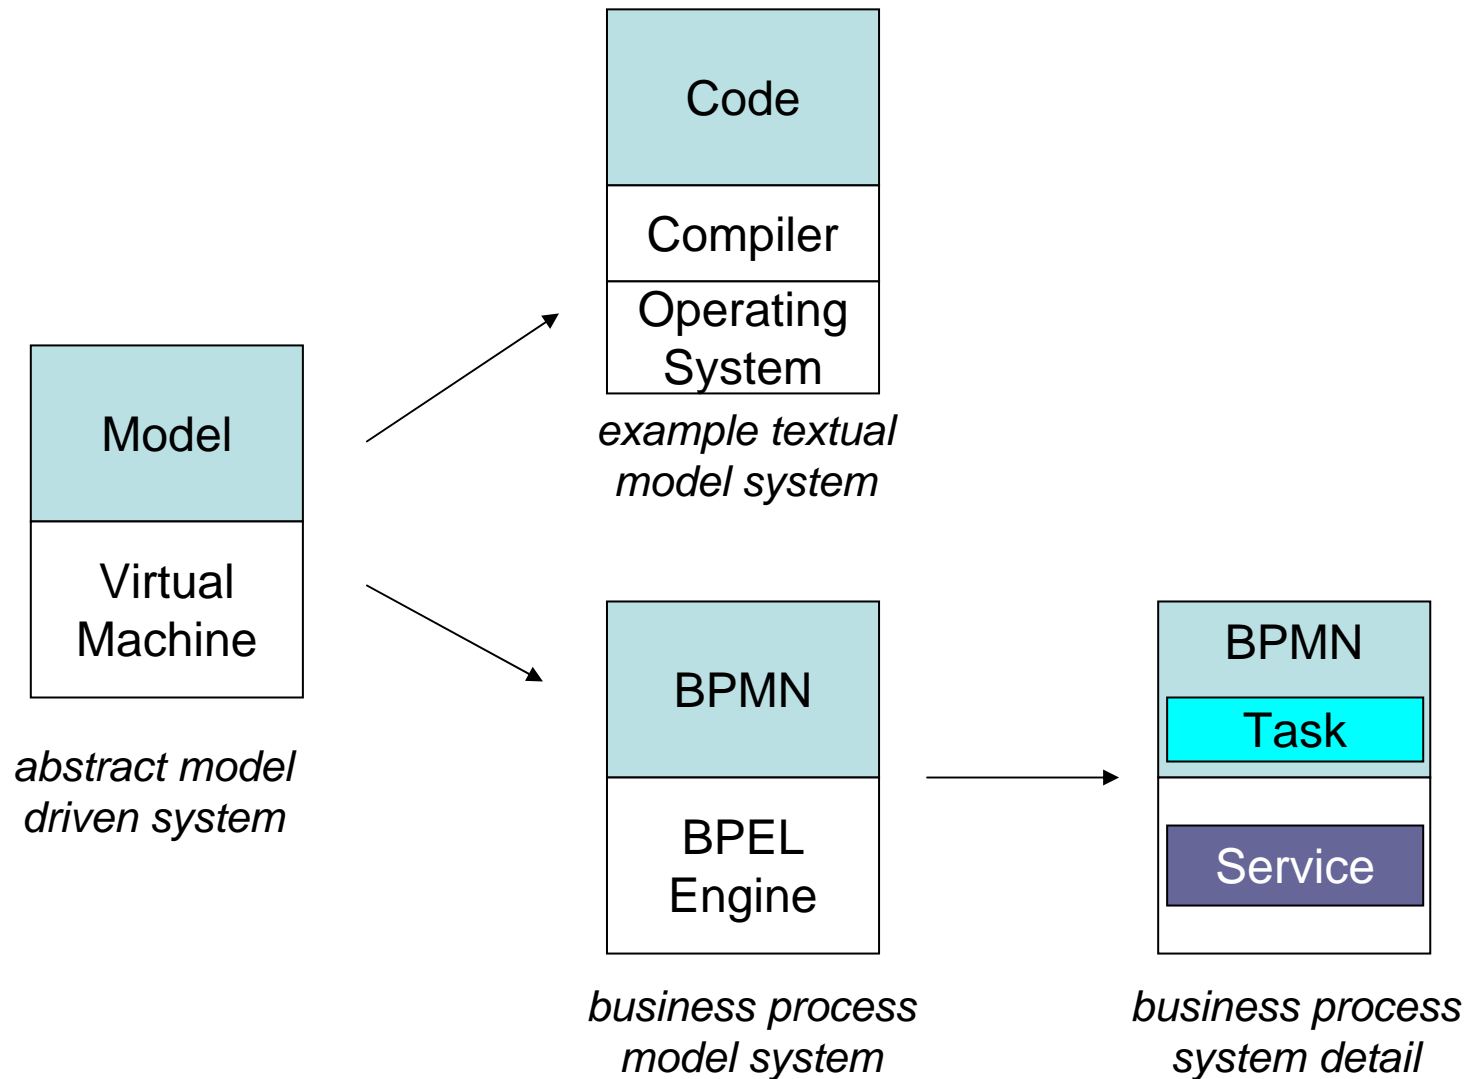 Code
Compiler
Operating
System
example textual
model system
Model
Virtual
Machine
abstract model
driven system
BPMN
BPEL
Engine
business process
model system
BPMN
Task
Service
business process
system detail